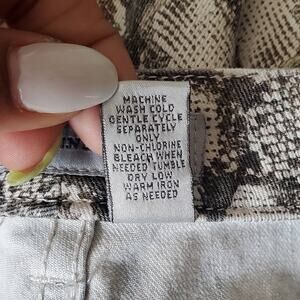 MACHINE
WASH COLD
GENTLE CYCLE
SEPARATELY
ONLY
NON-CHLORINE
BLEACH WHEN
NEEDED TUMBLE
DRY LOW
WARM IRON
AS NEEDED